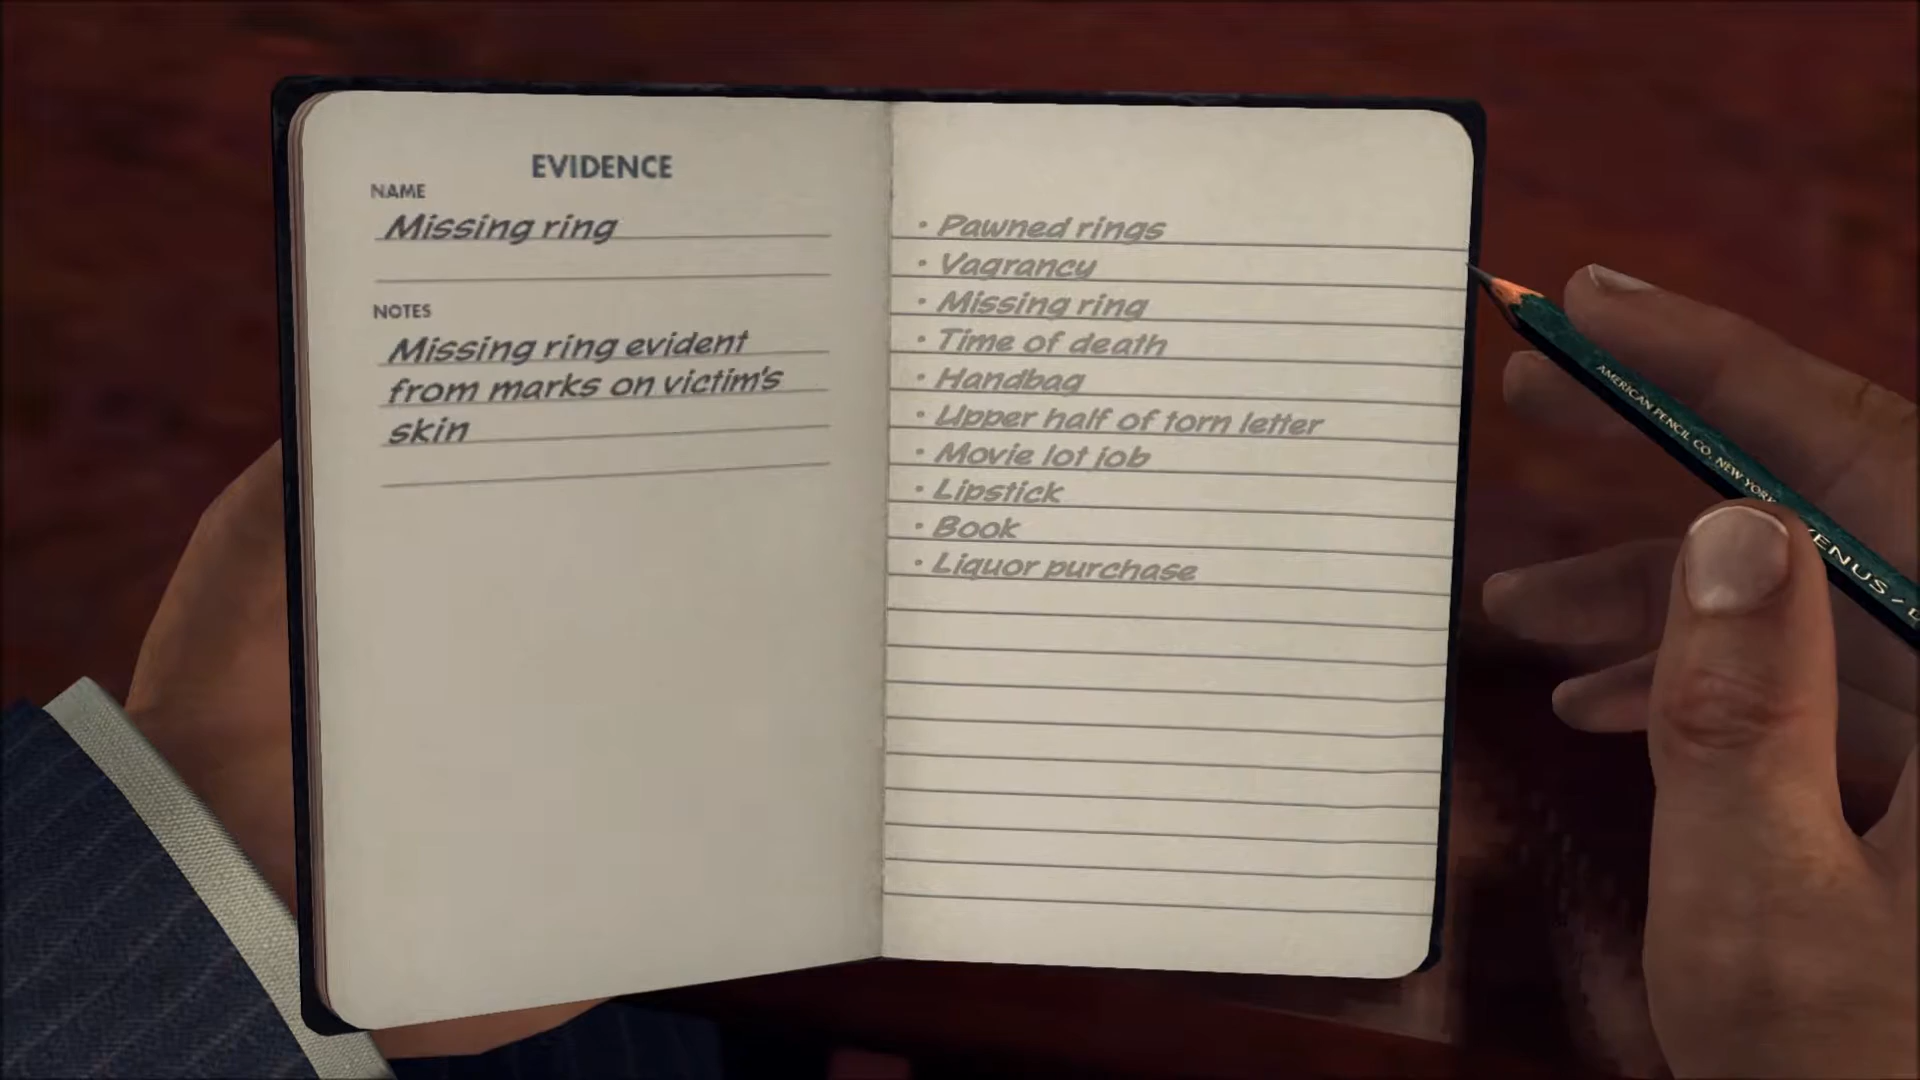 EVIDENCE
NAME
Missing ring
NOTES
Missing ring evident
from marks on victim's
skin
• Pawned rings
• Vagrancy
• Missing ring
• Time of death
• Handbag
• Upper half of torn letter
• Movie lot job
• Lipstick
• Book
• Liquor purchase
AMERICAN PENCIL CO. NEW YORK